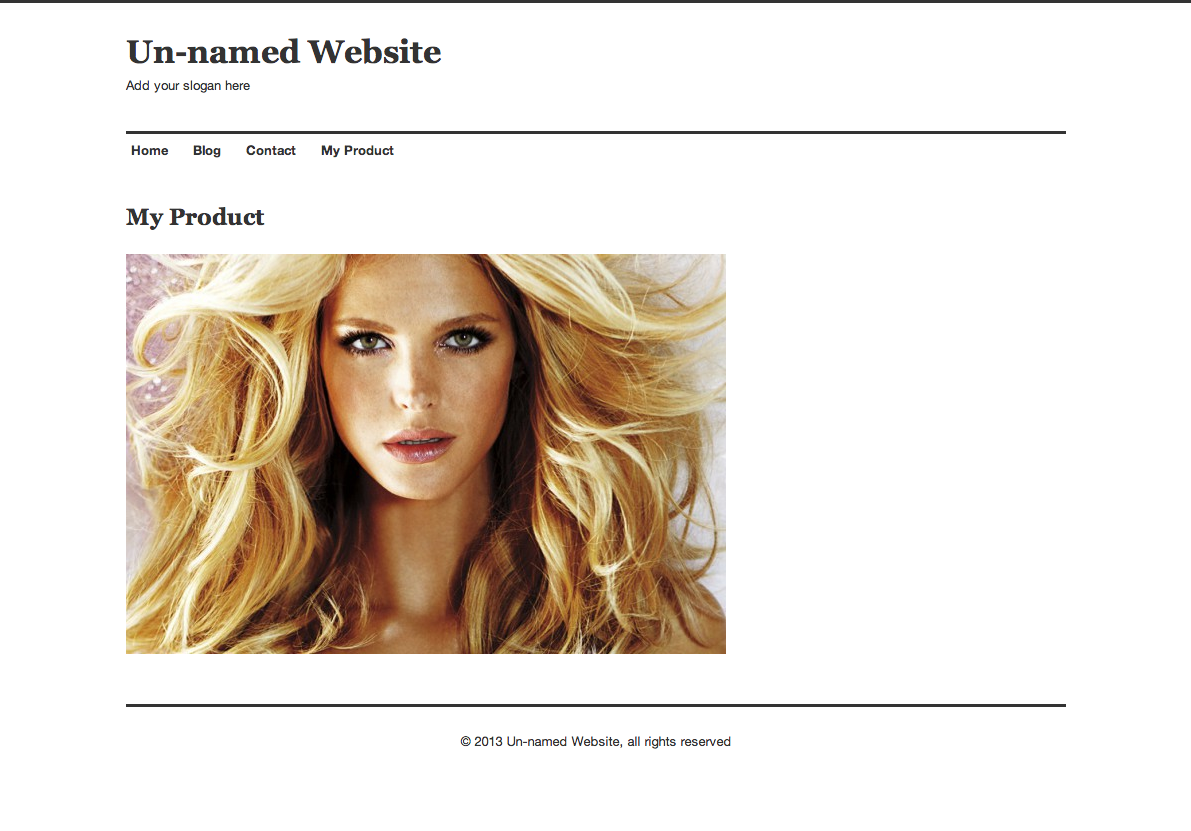 Un-named Website
Add your slogan here
Home Blog Contact My Product
My Product
© 2013 Un-named Website, all rights reserved